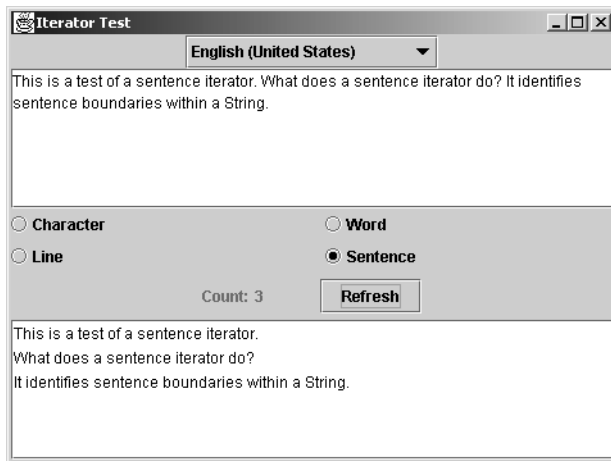 Iterator Test
English (United States)
This is a test of a sentence iterator. What does a sentence iterator do? It identifies
sentence boundaries within a String.
Character
Word
Line
Sentence
Count: 3
Refresh
This is a test of a sentence iterator.
What does a sentence iterator do?
It identifies sentence boundaries within a String.